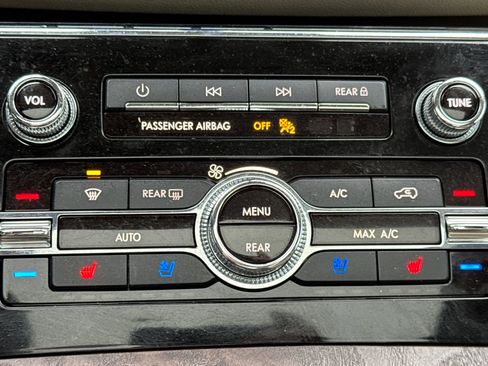 VOL
REAR
TUNE
PASSENGER AIRBAG OFF
REAR
A/C
MENU
AUTO
REAR
MAX A/C